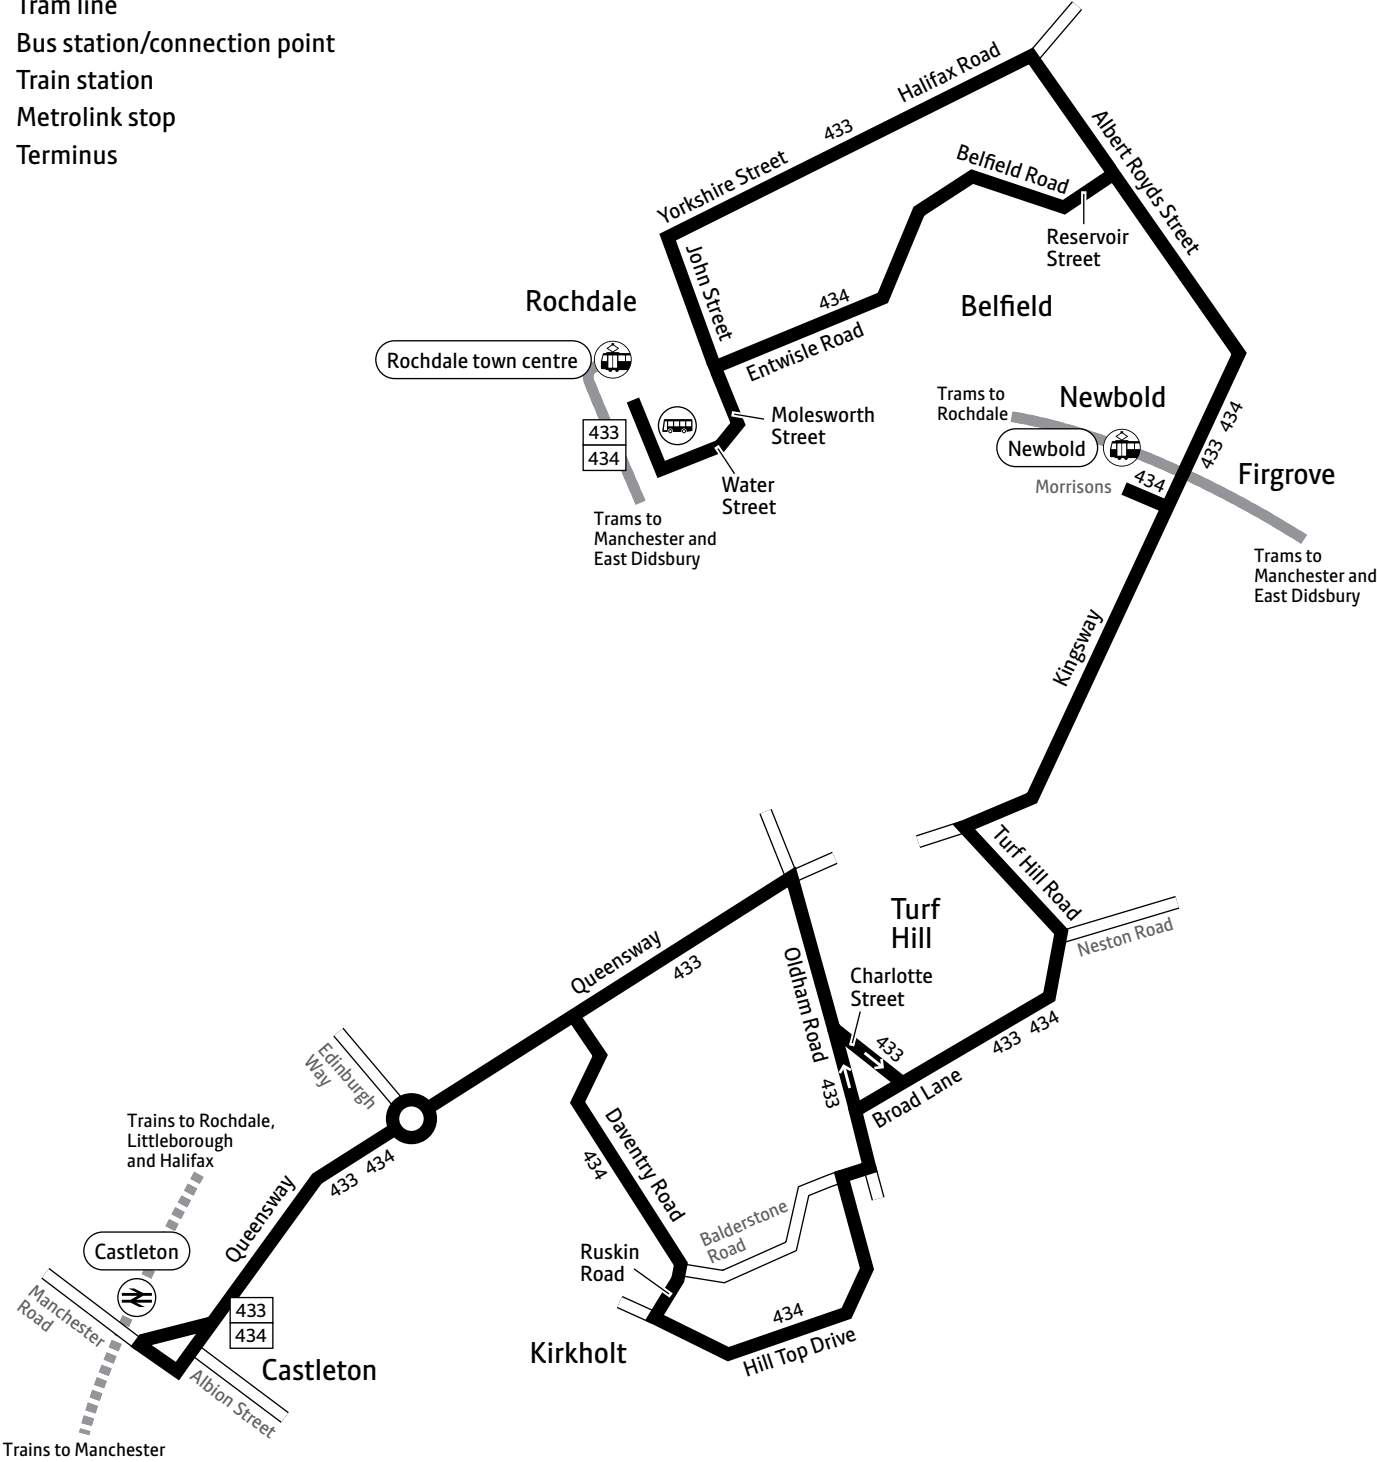 Tram line
Bus station/connection point
Train station
Metrolink stop
Terminus
Halifax Road
433
Yorkshire Street
Albert Royds Street
Belfield Road
Reservoir
Street
John Street
Rochdale
434
Entwisle Road
Belfield
Rochdale town centre
Molesworth
Street
433
434
Water
Street
Trams to
Manchester and
East Didsbury
Trams to
Rochdale
Newbold
Newbold
433 434
Morrisons
434
Firgrove
Trams to
Manchester and
East Didsbury
Kingsway
Turf Hill Road
Neston Road
Turf
Hill
Charlotte
Street
Queensway
433
Oldham Road
433
433
433 434
Broad Lane
Edinburgh
Way
Trains to Rochdale,
Littleborough
and Halifax
433 434
Queensway
Daventry Road
434
Balderstone
Road
Ruskin
Road
Castleton
Manchester
Road
433
434
Castleton
Albion Street
Kirkholt
434
Hill Top Drive
Trains to Manchester